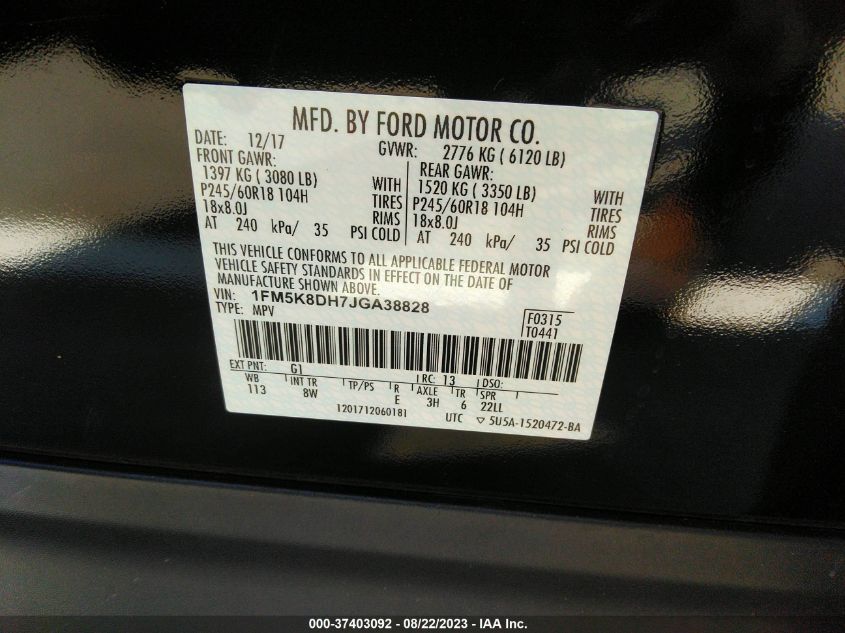 MFD. BY FORD MOTOR CO.
DATE: 12/17 GVWR: 2776 KG ( 6120 LB)
FRONT GAWR: REAR GAWR:
1397 KG ( 3080 LB) WITH 1520 KG ( 3350 LB) WITH
P245/60R18 104H TIRES P245/60R18 104H TIRES
18x8.0J RIMS 18x8.0J RIMS
AT 240 kPa/ 35 PSI COLD AT 240 kPa/ 35 PSI COLD
THIS VEHICLE CONFORMS TO ALL APPLICABLE FEDERAL MOTOR
VEHICLE SAFETY STANDARDS IN EFFECT ON THE DATE OF
MANUFACTURE SHOWN ABOVE.
VIN: 1FM5K8DH7JGA38828 F0315
TYPE: MPV T0441
EXT PNT: G1 RC: 13 DSO:
WB INT TR TP/PS R AXLE TR SPR
113 8W E 3H 6 22LL
1201712060181 UTC ▽ 5U5A-1520472-BA
000-37403092 - 08/22/2023 - IAA Inc.